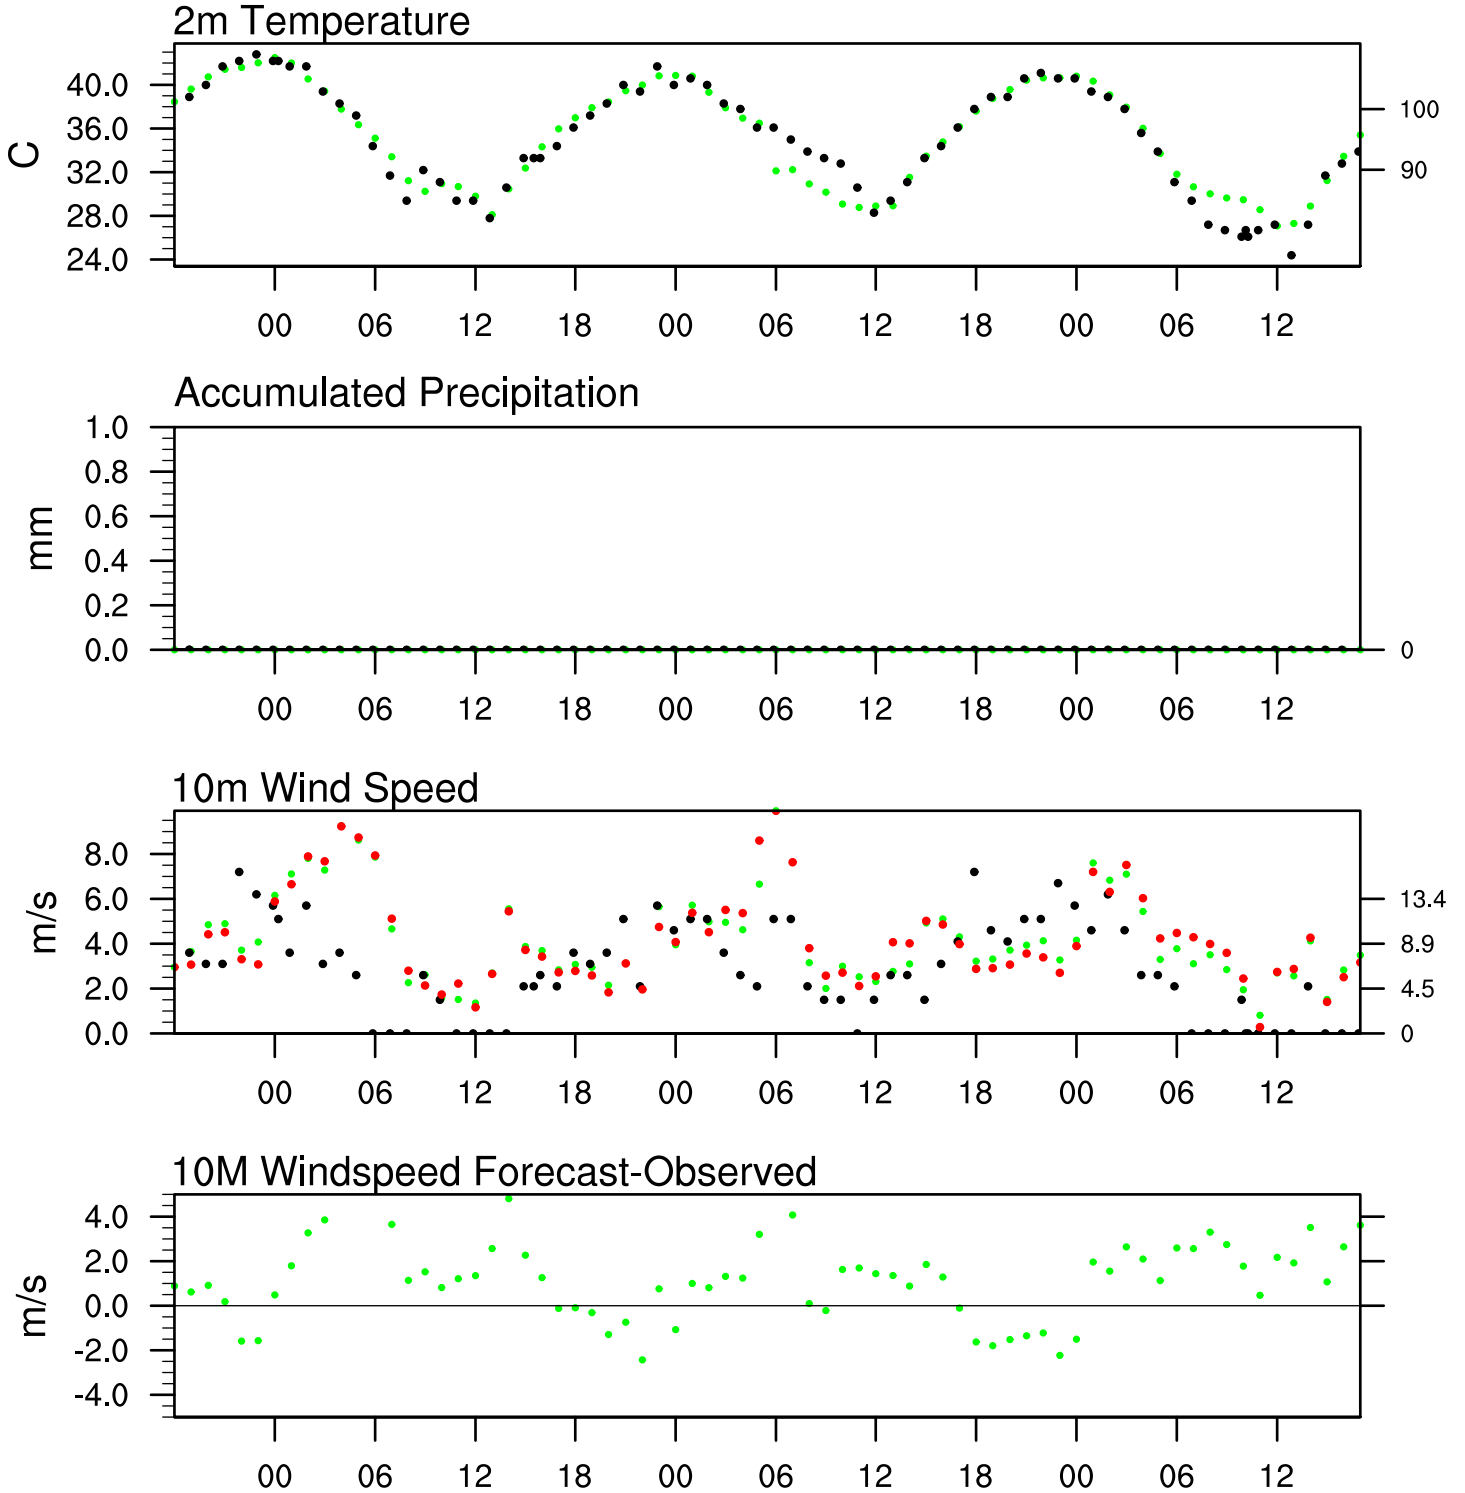 2m Temperature
40.0
36.0
32.0
28.0
24.0
C
100
90
00 06 12 18 00 06 12 18 00 06 12
Accumulated Precipitation
1.0
0.8
0.6
0.4
0.2
0.0
mm
0
00 06 12 18 00 06 12 18 00 06 12
10m Wind Speed
8.0
6.0
4.0
2.0
0.0
m/s
13.4
8.9
4.5
0
00 06 12 18 00 06 12 18 00 06 12
10M Windspeed Forecast-Observed
4.0
2.0
0.0
-2.0
-4.0
m/s
00 06 12 18 00 06 12 18 00 06 12